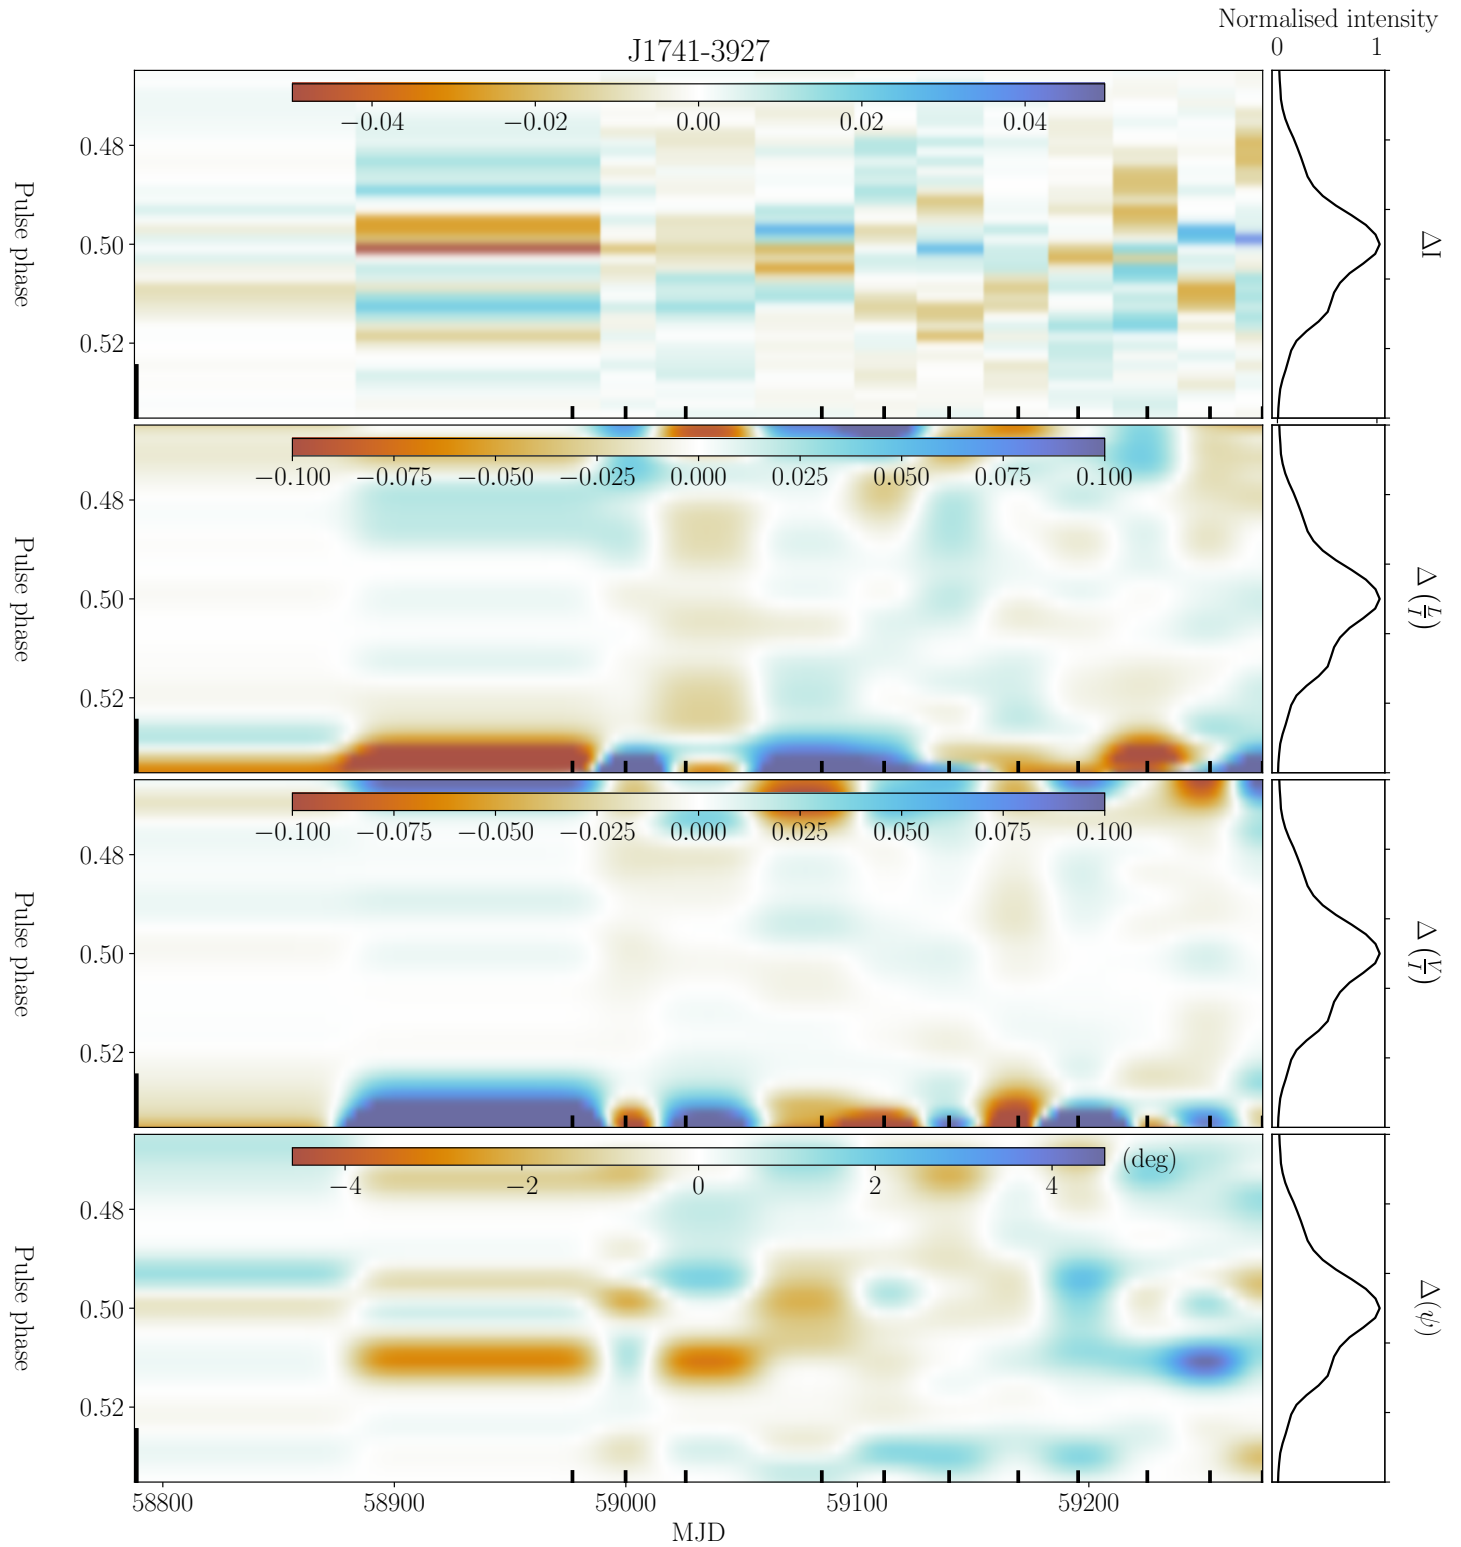 Normalised intensity
J1741-3927
0 1
−0.04 −0.02 0.00 0.02 0.04
0.48
0.50
0.52
Pulse phase
ΔI
−0.100 −0.075 −0.050 −0.025 0.000 0.025 0.050 0.075 0.100
0.48
0.50
0.52
Pulse phase
Δ (L/I)
−0.100 −0.075 −0.050 −0.025 0.000 0.025 0.050 0.075 0.100
0.48
0.50
0.52
Pulse phase
Δ (V/I)
(deg)
−4 −2 0 2 4
0.48
0.50
0.52
Pulse phase
Δ(ψ)
58800 58900 59000 59100 59200
MJD